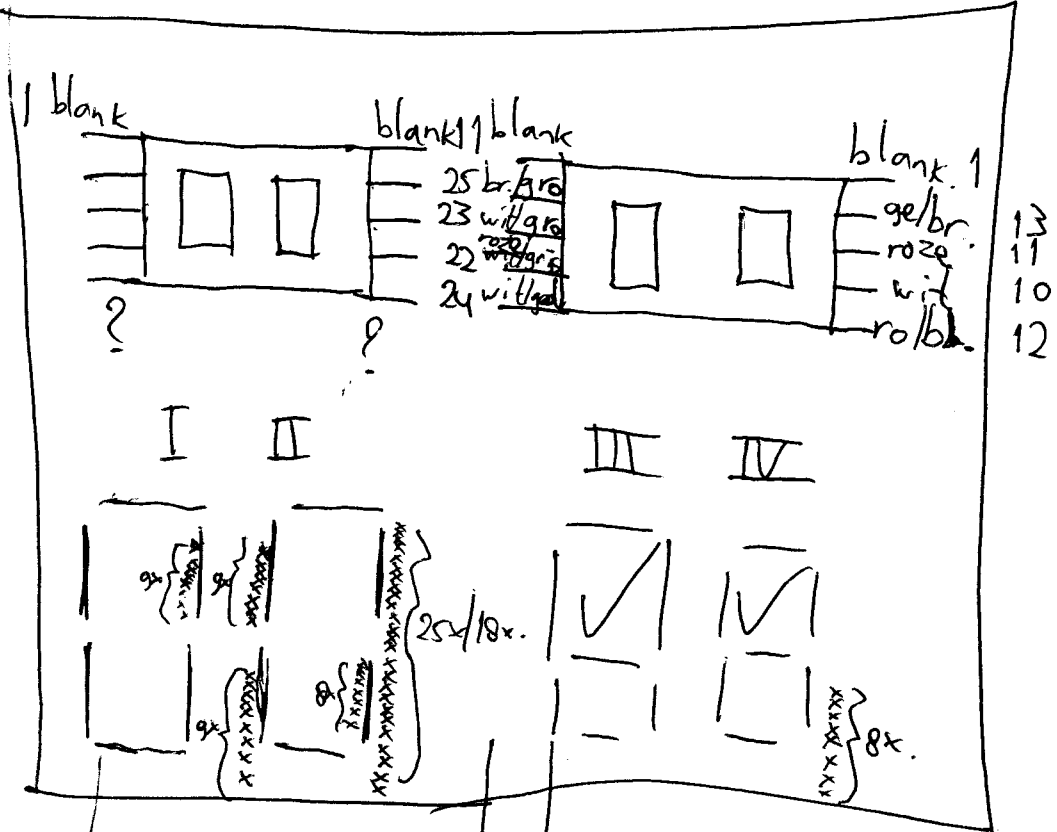 1 blank
blank 1 1 blank
blank. 1
25 br./gro
23 wit/gro
22 roze/gris
24 wit/geel
ge/br. 13
roze 11
wit 10
ro/bl. 12
?
?
I II III IV
9x
9x
25x/18x.
9x
8x
8x.